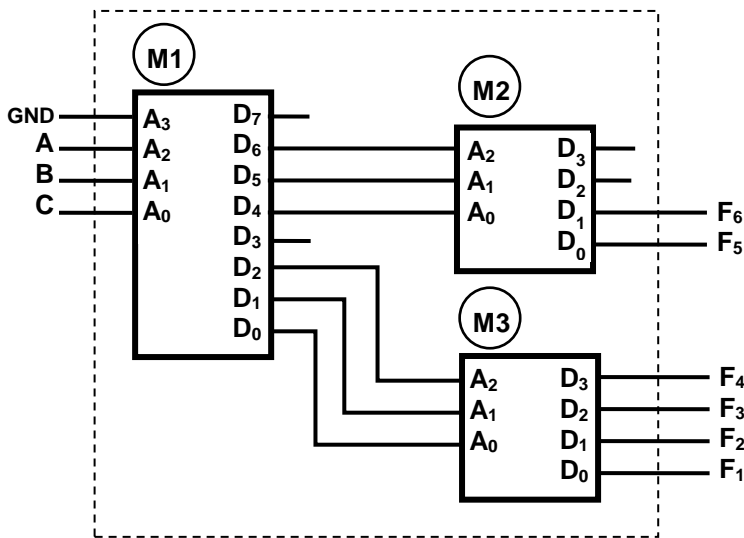 M1
M2
GND A₃ D₇
A A₂ D₆ A₂ D₃
B A₁ D₅ A₁ D₂
C A₀ D₄ A₀ D₁ F₆
D₃ D₀ F₅
D₂
D₁ M3
D₀
A₂ D₃ F₄
A₁ D₂ F₃
A₀ D₁ F₂
D₀ F₁